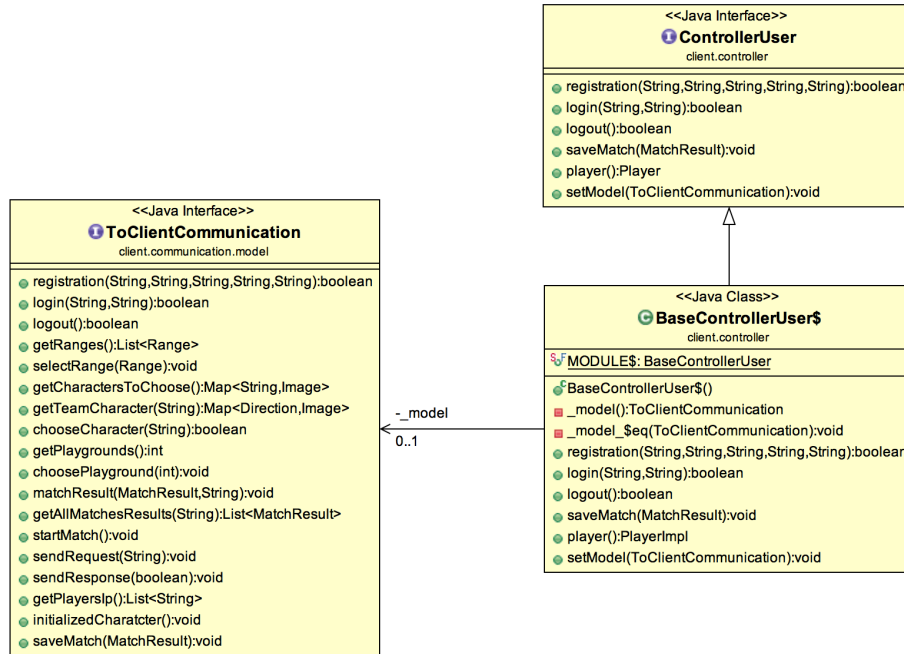 <<Java Interface>>
ControllerUser
client.controller
registration(String,String,String,String,String):boolean
login(String,String):boolean
logout():boolean
saveMatch(MatchResult):void
player():Player
setModel(ToClientCommunication):void
<<Java Interface>>
ToClientCommunication
client.communication.model
registration(String,String,String,String,String):boolean
login(String,String):boolean
logout():boolean
getRanges():List<Range>
selectRange(Range):void
getCharactersToChoose():Map<String,Image>
getTeamCharacter(String):Map<Direction,Image>
chooseCharacter(String):boolean
getPlaygrounds():int
choosePlayground(int):void
matchResult(MatchResult,String):void
getAllMatchesResults(String):List<MatchResult>
startMatch():void
sendRequest(String):void
sendResponse(boolean):void
getPlayersIp():List<String>
initializedCharatcter():void
saveMatch(MatchResult):void
-_model
0..1
<<Java Class>>
BaseControllerUser$
client.controller
MODULE$: BaseControllerUser
BaseControllerUser$()
_model():ToClientCommunication
_model_$eq(ToClientCommunication):void
registration(String,String,String,String,String):boolean
login(String,String):boolean
logout():boolean
saveMatch(MatchResult):void
player():PlayerImpl
setModel(ToClientCommunication):void